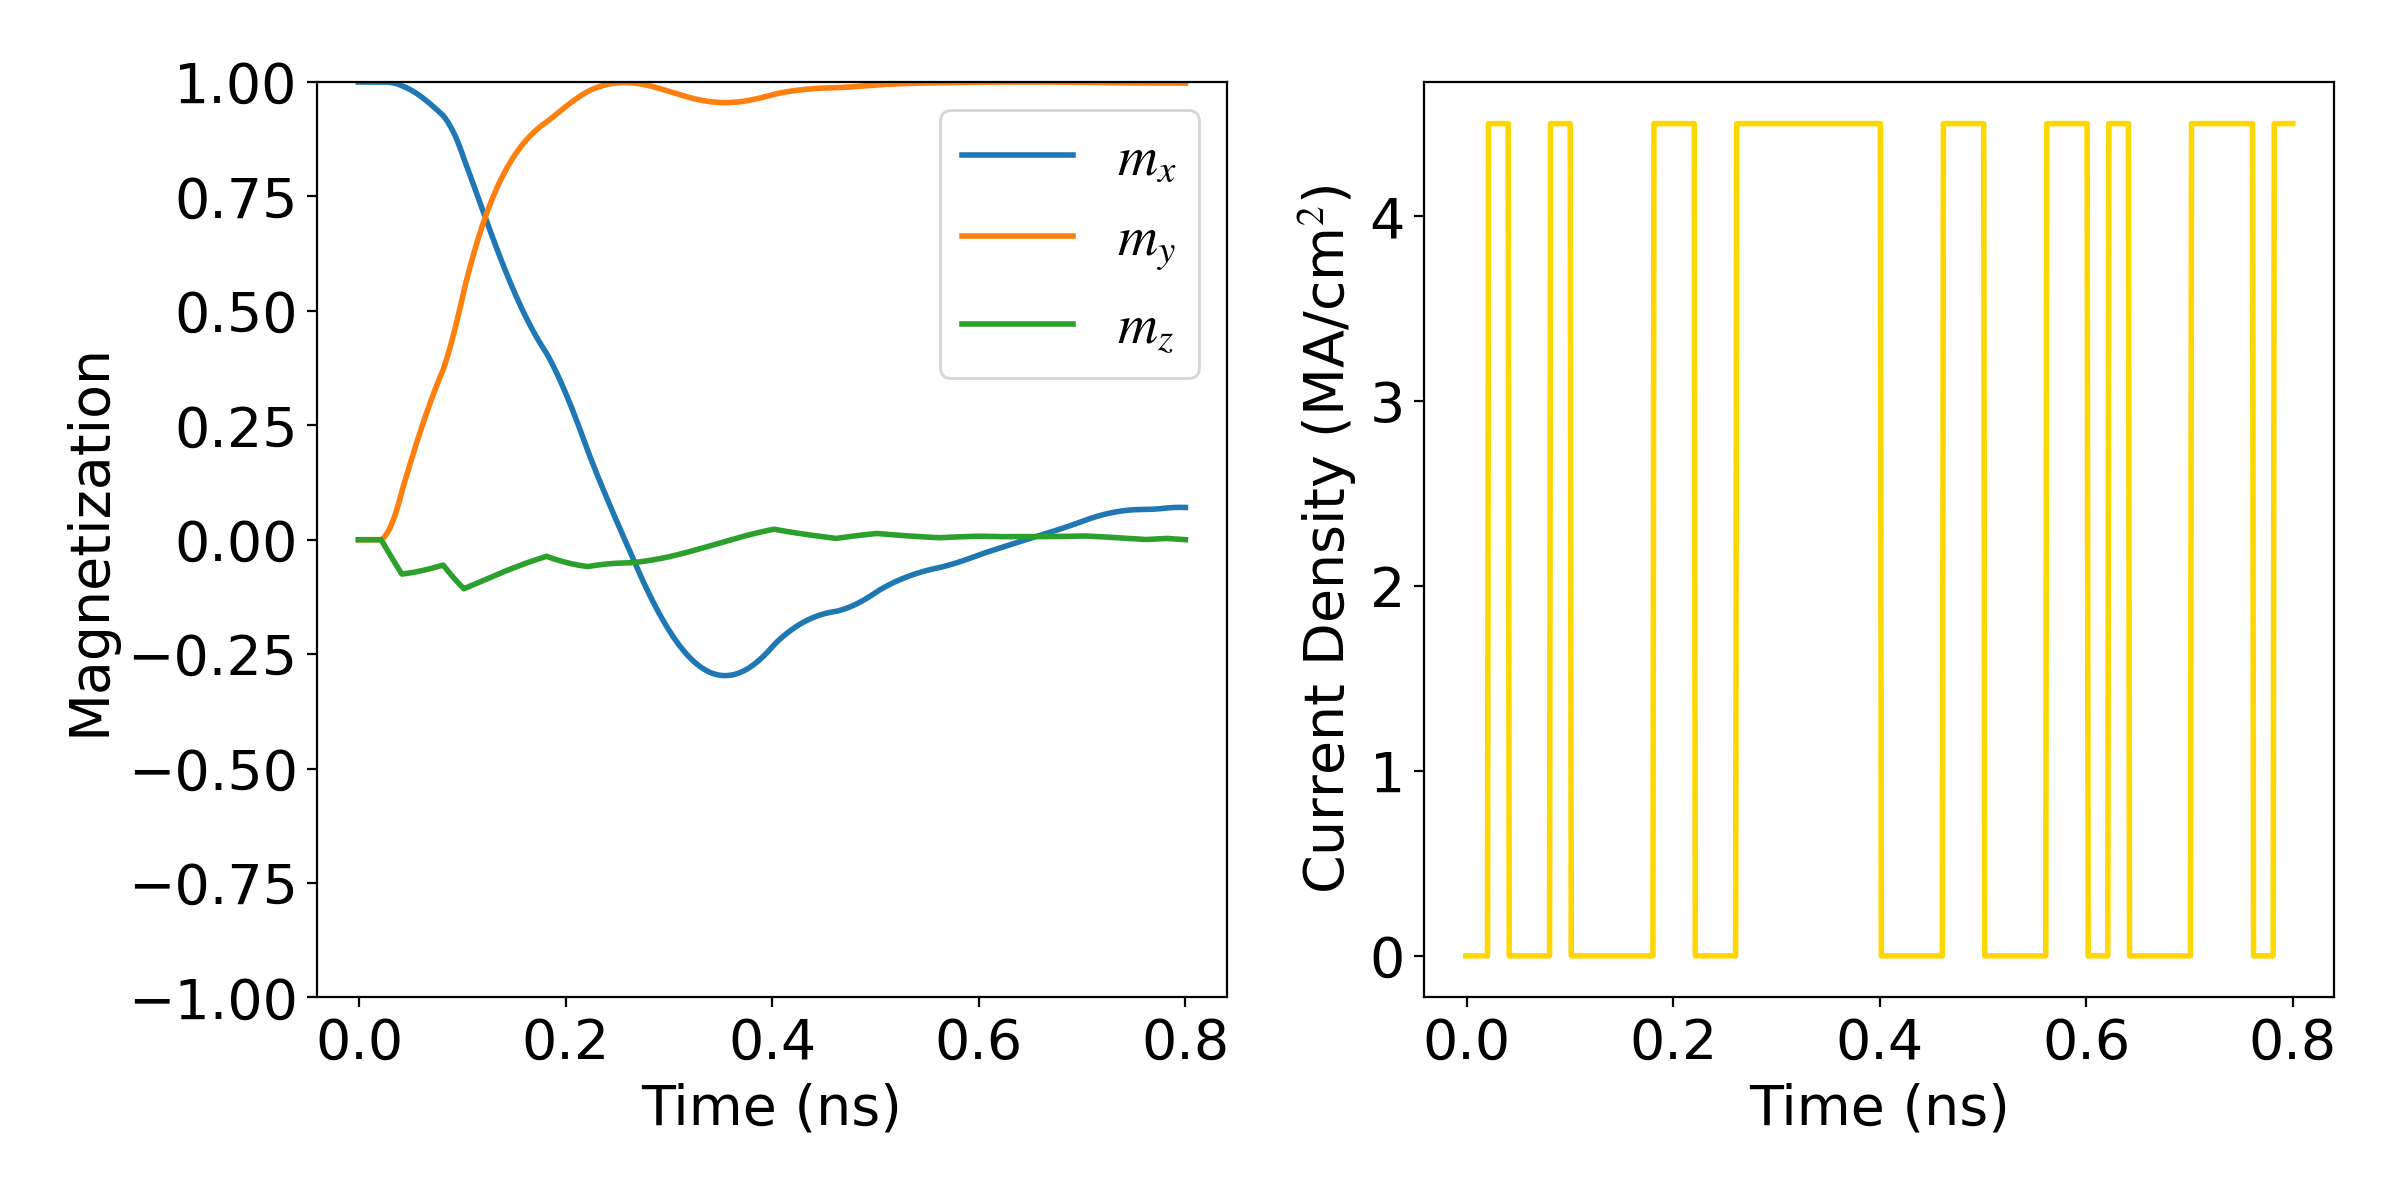 1.00
0.75
0.50
0.25
0.00
−0.25
−0.50
−0.75
−1.00
Magnetization
0.0 0.2 0.4 0.6 0.8
Time (ns)
m_x
m_y
m_z
4
3
2
1
0
Current Density (MA/cm²)
0.0 0.2 0.4 0.6 0.8
Time (ns)